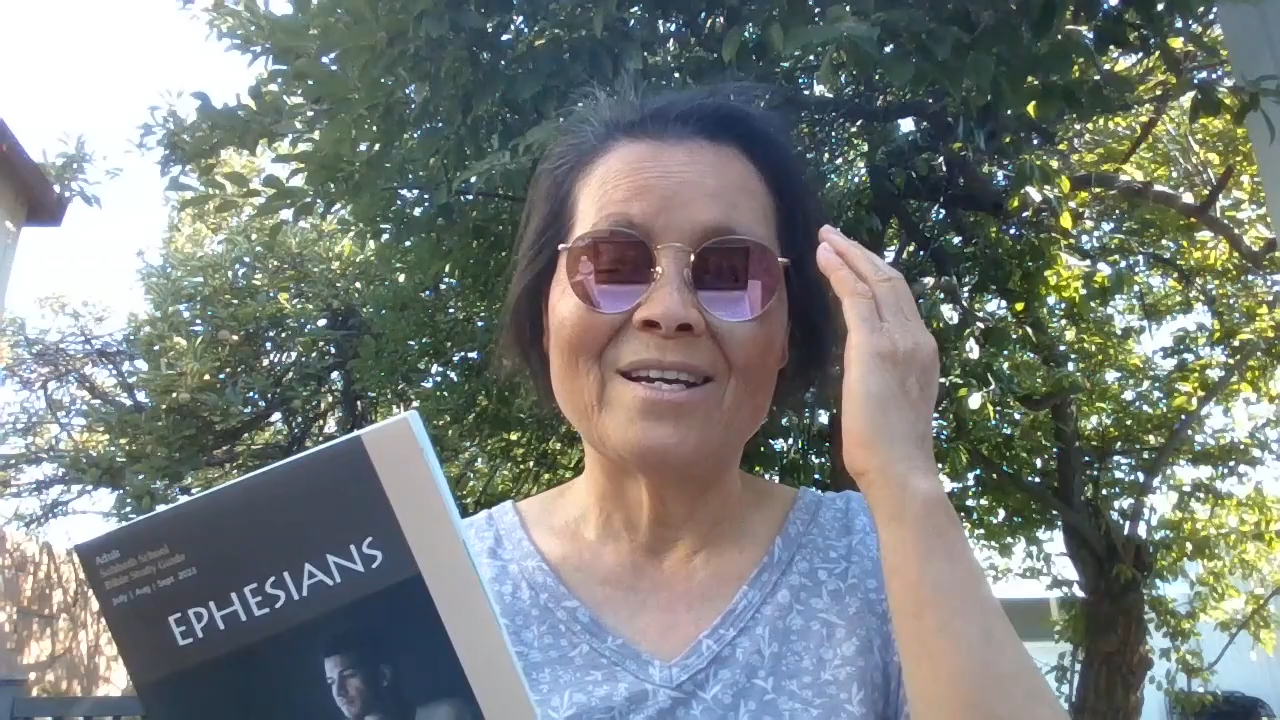 Adult
Sabbath School
Bible Study Guide
July | Aug | Sept 2023
EPHESIANS